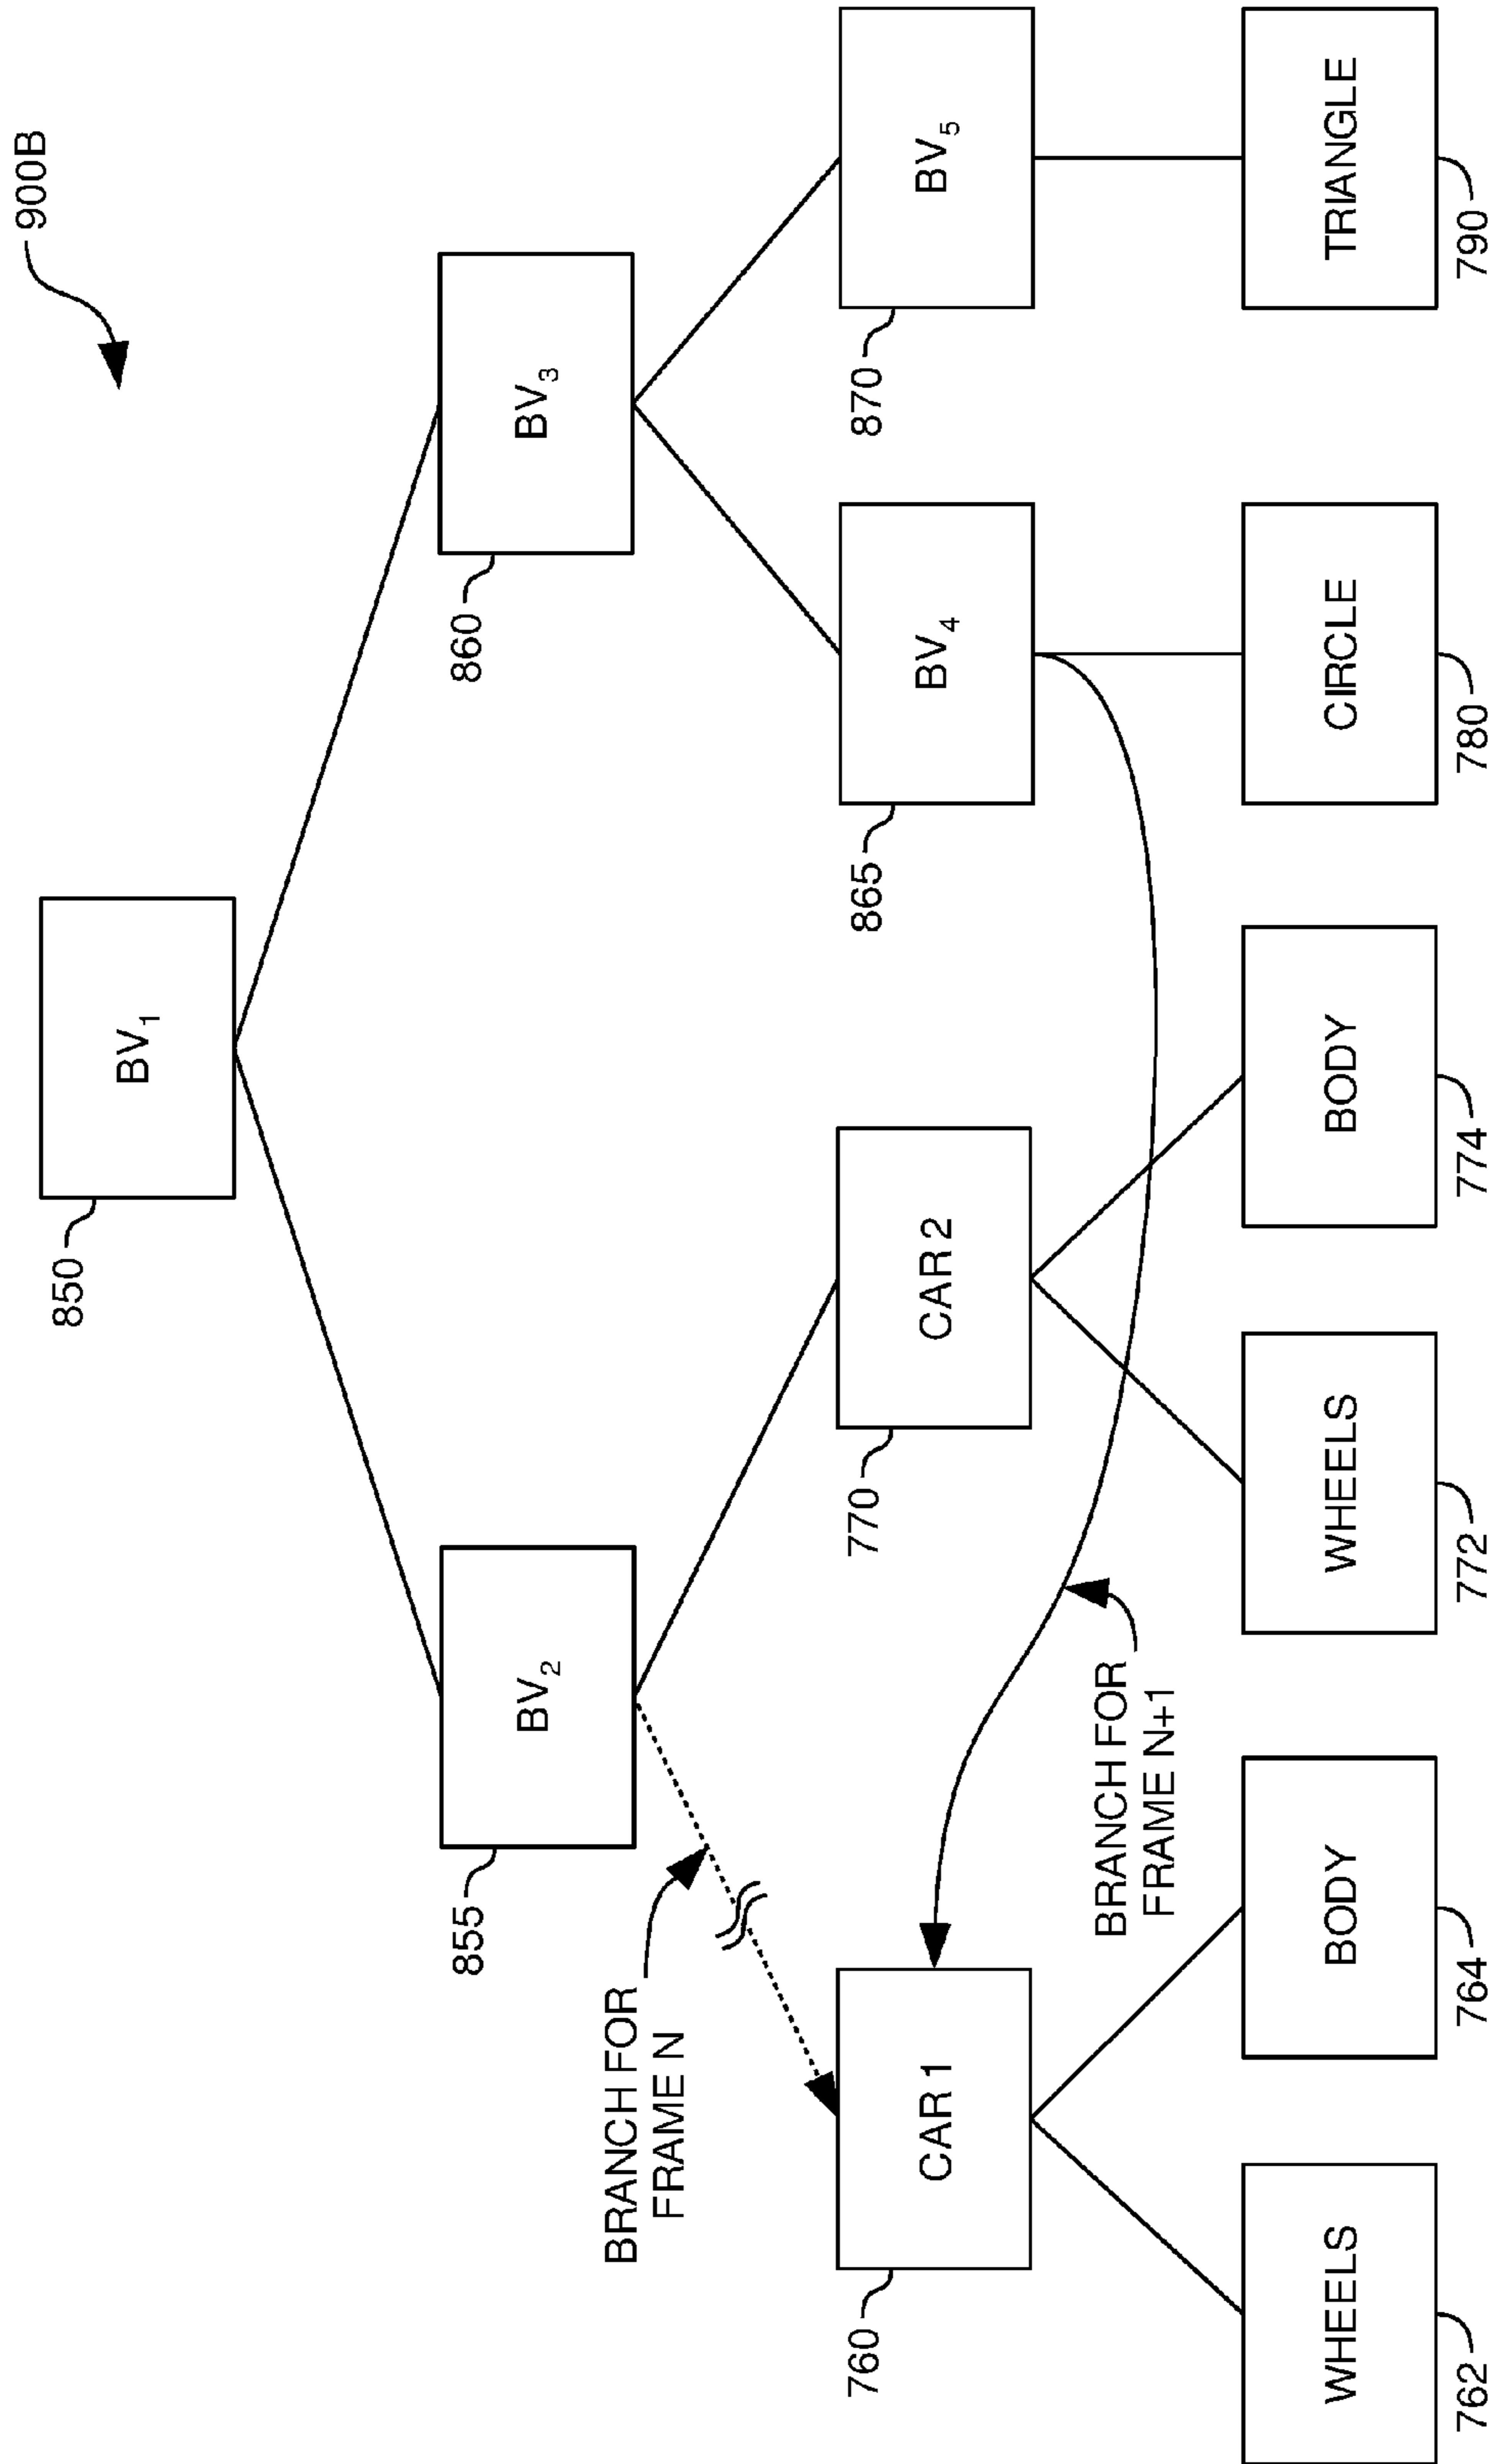 900B
BV1
850
BV2
855
BV3
860
BRANCH FOR
FRAME N
CAR 1
760
CAR 2
770
BV4
865
BV5
870
BRANCH FOR
FRAME N+1
WHEELS
762
BODY
764
WHEELS
772
BODY
774
CIRCLE
780
TRIANGLE
790